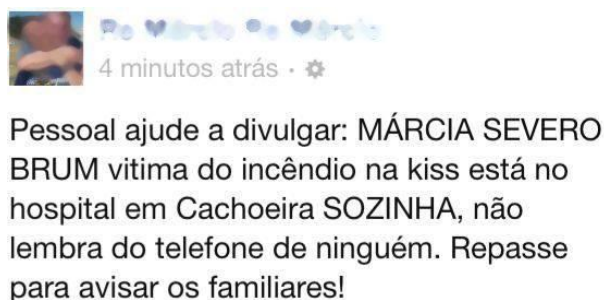 4 minutos atrás ·
Pessoal ajude a divulgar: MÁRCIA SEVERO
BRUM vitima do incêndio na kiss está no
hospital em Cachoeira SOZINHA, não
lembra do telefone de ninguém. Repasse
para avisar os familiares!